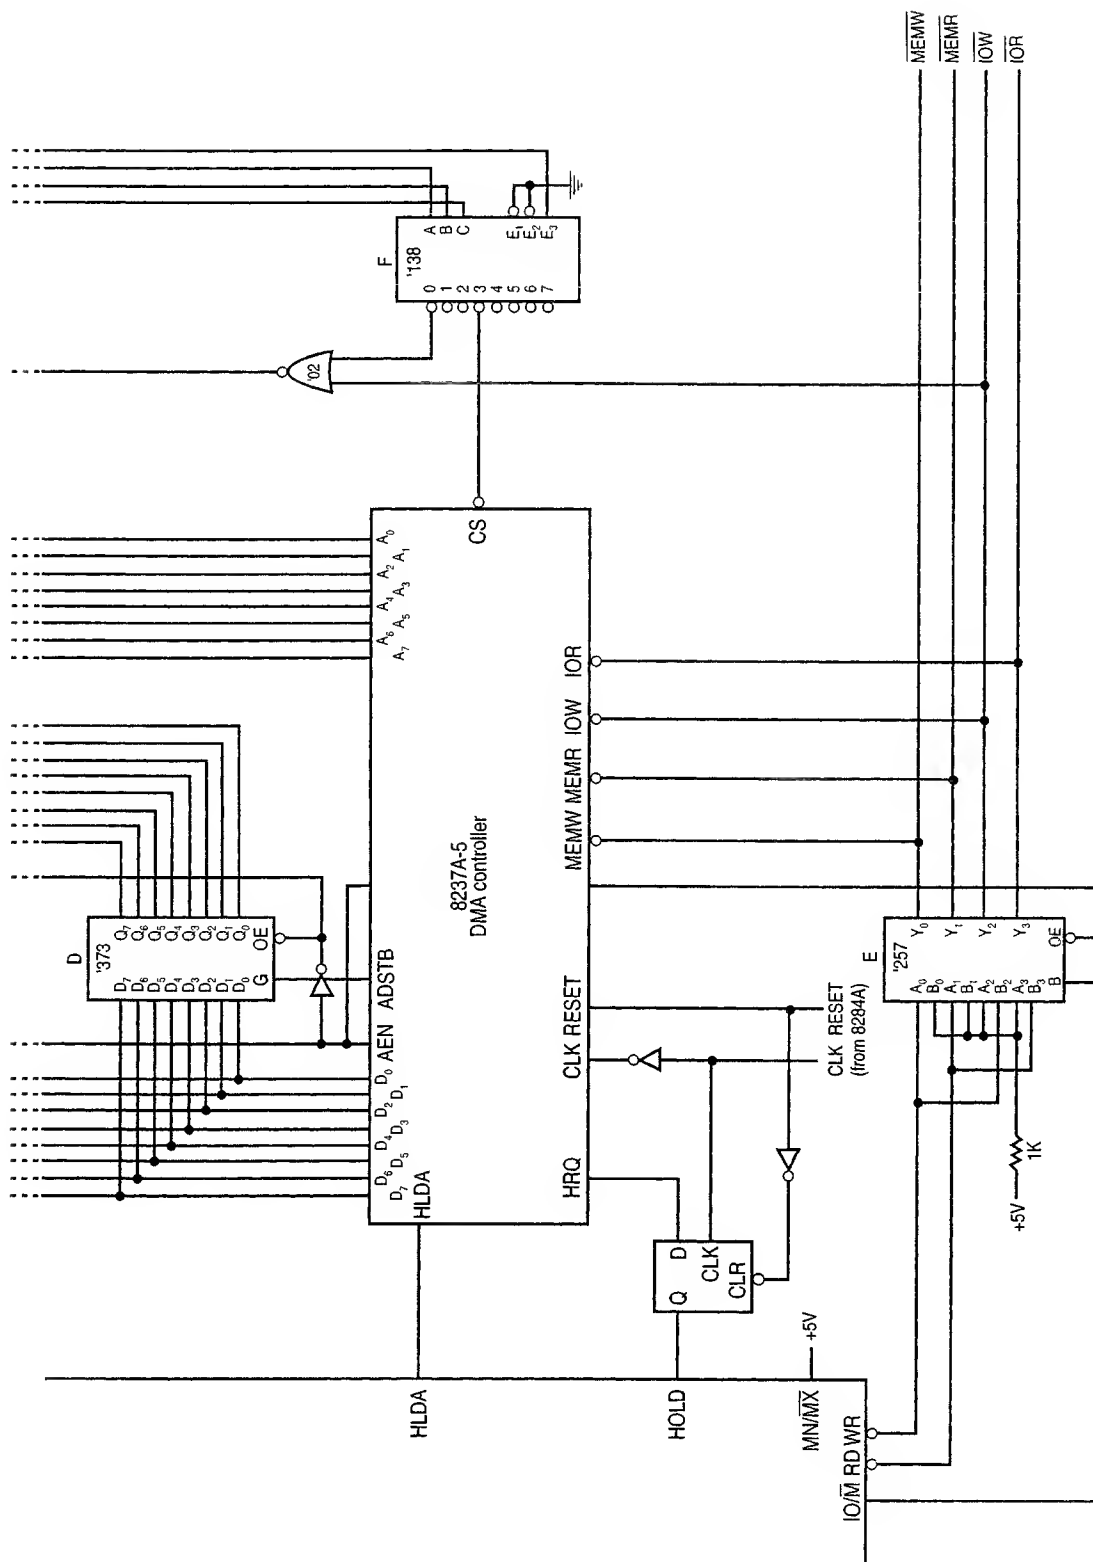 MEMW
MEMR
IOW
IOR
F
'138
A
B
C
E1
E2
E3
0
1
2
3
4
5
6
7
'02
CS
A0
A1
A2
A3
A4
A5
A6
A7
D
'373
Q7
Q6
Q5
Q4
Q3
Q2
Q1
Q0
OE
D7
D6
D5
D4
D3
D2
D1
D0
G
8237A-5
DMA controller
AEN ADSTB
D0
D1
D2
D3
D4
D5
D6
D7
HLDA
MEMW MEMR IOW IOR
HRQ
CLK RESET
CLK RESET
(from 8284A)
E
'257
Y0
Y1
Y2
Y3
OE
A0
B0
A1
B1
A2
B2
A3
B3
B
1K
+5V
Q
D
CLK
CLR
HLDA
HOLD
MN/MX
+5V
IO/M RD WR